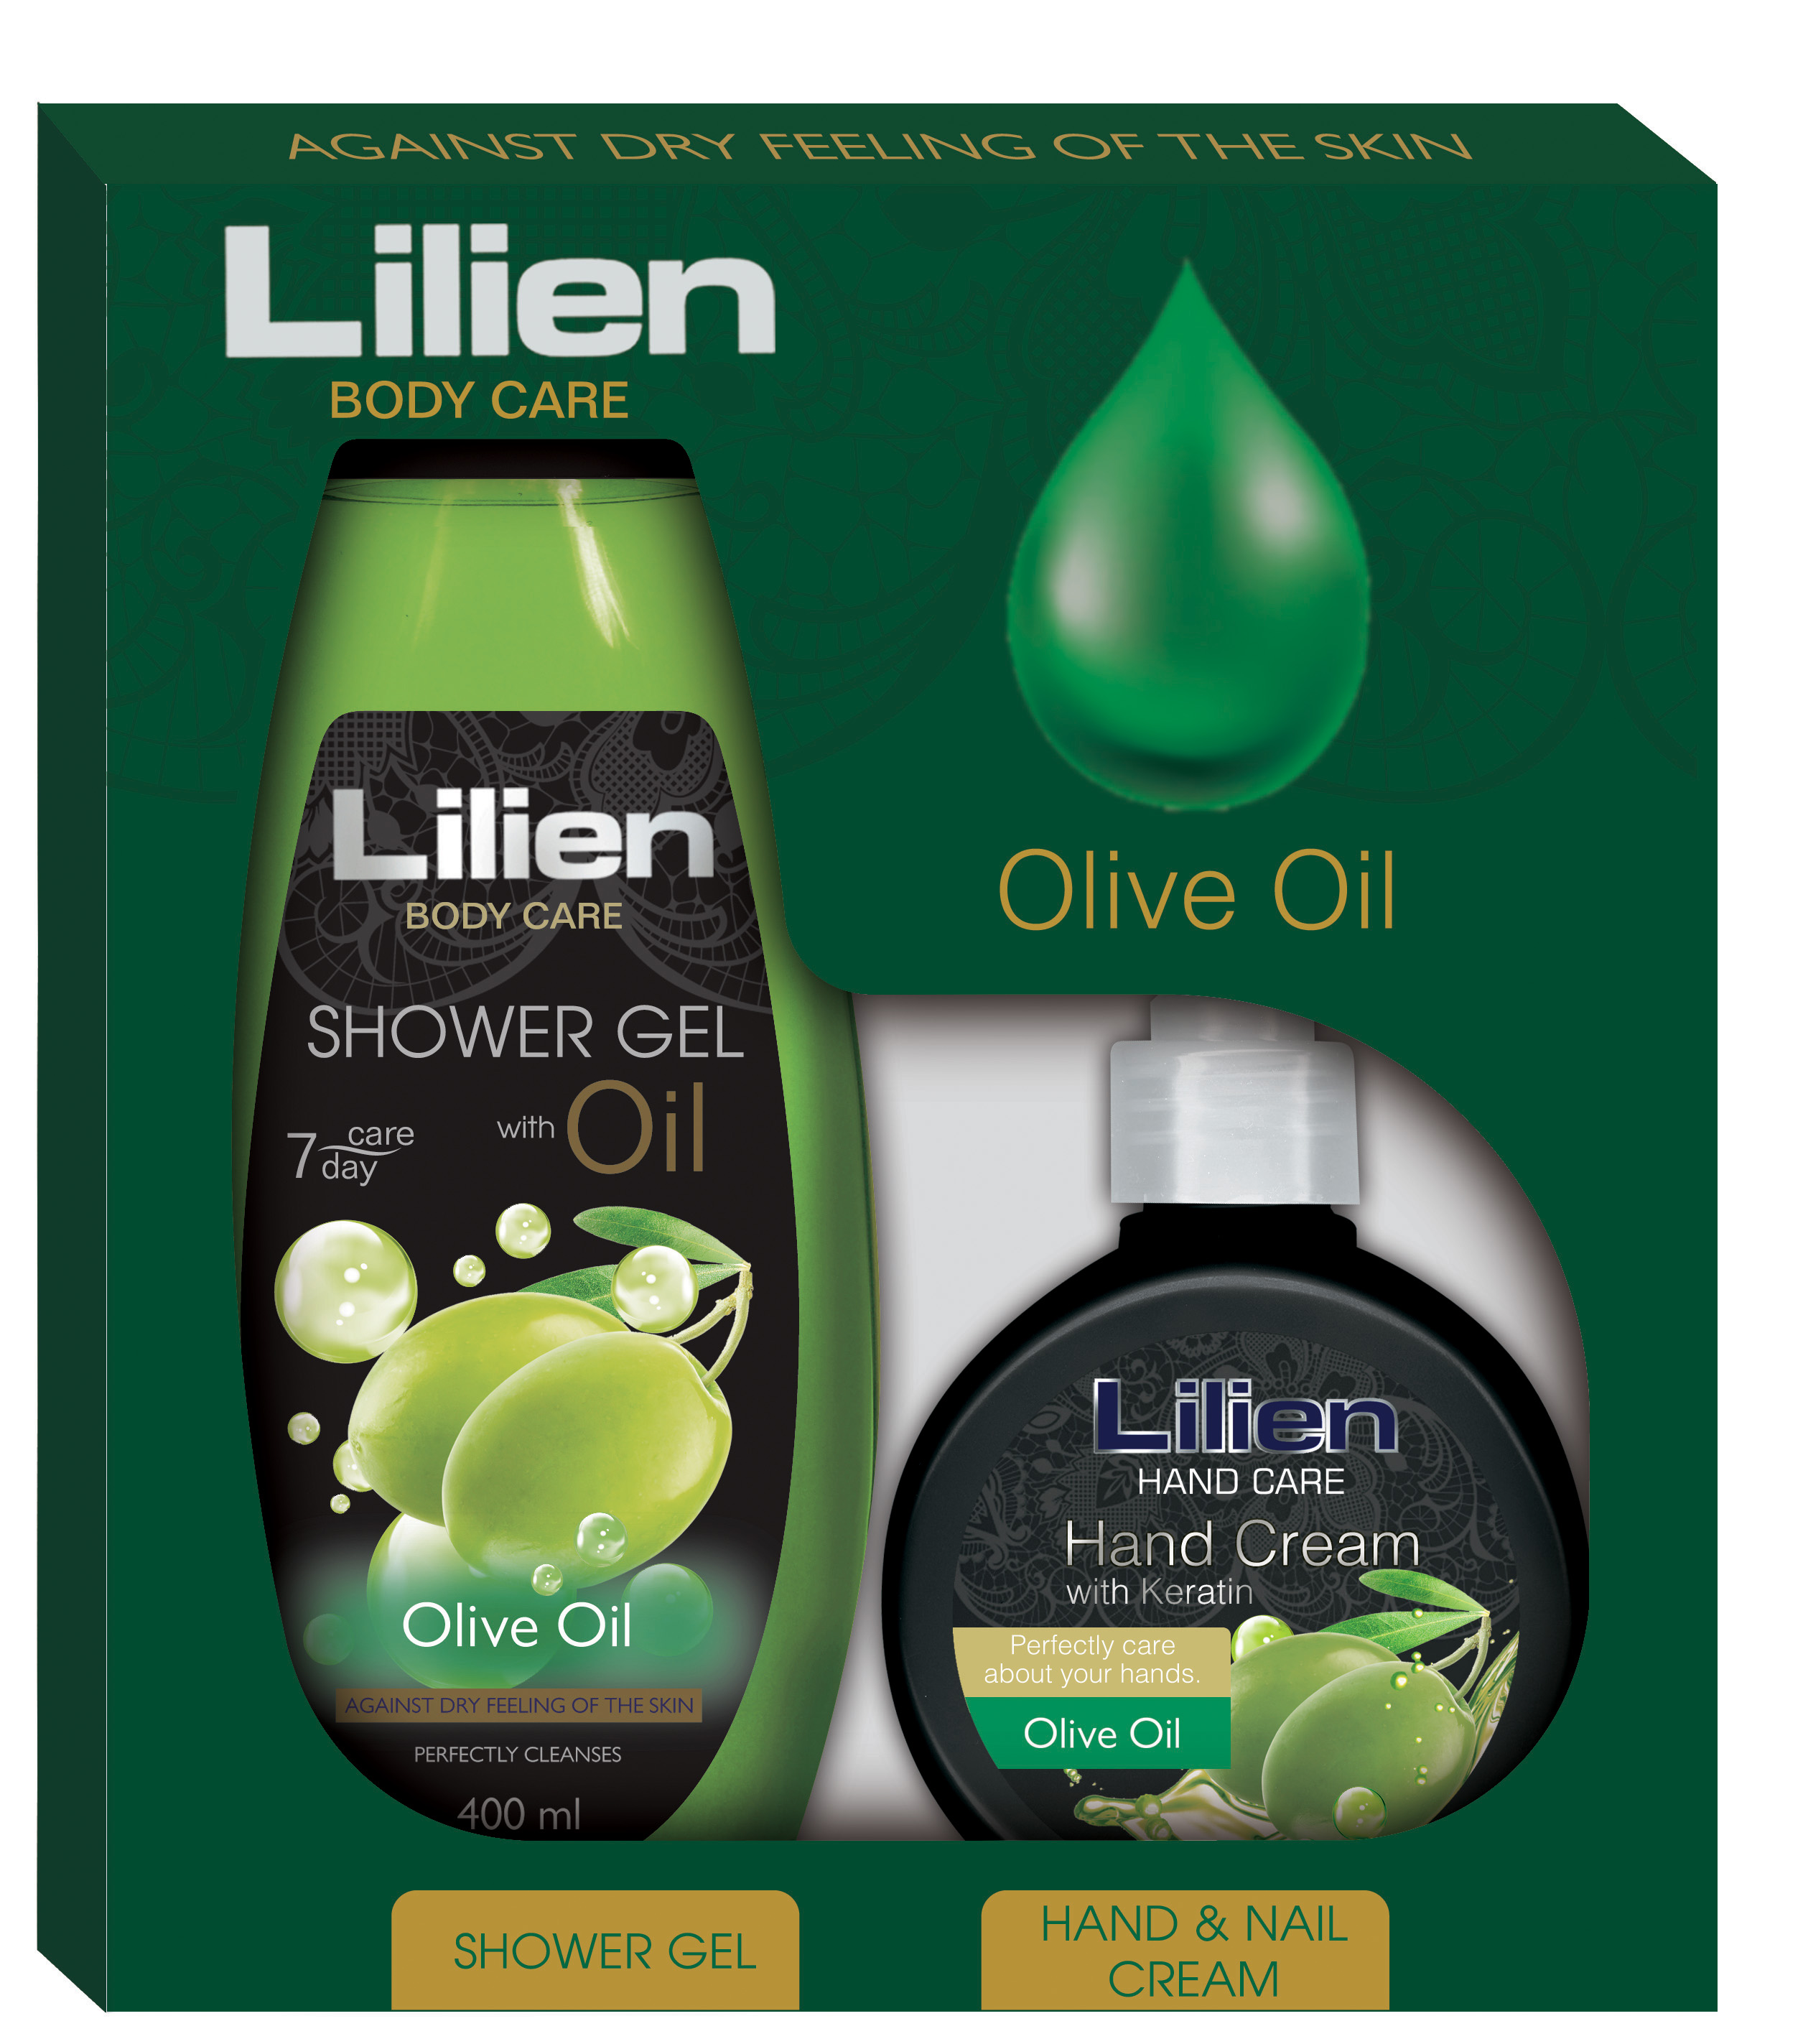 AGAINST DRY FEELING OF THE SKIN
Lilien
BODY CARE
Olive Oil
Lilien
BODY CARE
SHOWER GEL
with Oil
7 care
day
Olive Oil
AGAINST DRY FEELING OF THE SKIN
PERFECTLY CLEANSES
400 ml
Lilien
HAND CARE
Hand Cream
with Keratin
Perfectly care
about your hands.
Olive Oil
SHOWER GEL
HAND & NAIL
CREAM